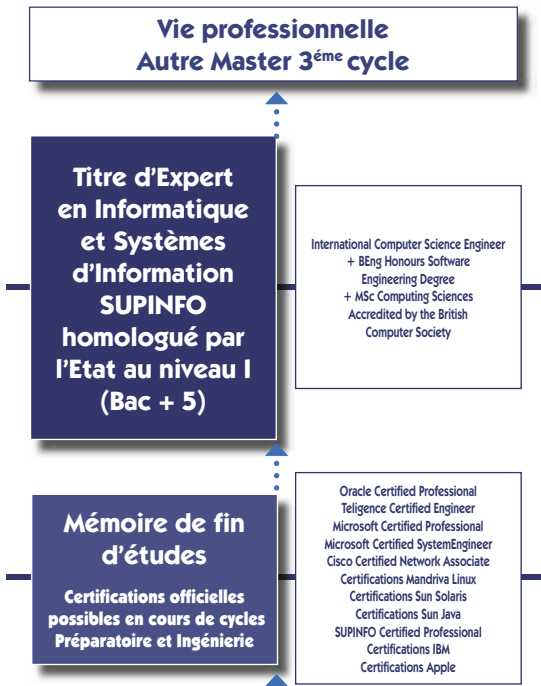 Vie professionnelle
Autre Master 3éme cycle
Titre d'Expert
en Informatique
et Systèmes
d'Information
SUPINFO
homologué par
l'Etat au niveau I
(Bac + 5)
International Computer Science Engineer
+ BEng Honours Software
Engineering Degree
+ MSc Computing Sciences
Accredited by the British
Computer Society
Mémoire de fin
d'études
Certifications officielles
possibles en cours de cycles
Préparatoire et Ingénierie
Oracle Certified Professional
Teligence Certified Engineer
Microsoft Certified Professional
Microsoft Certified SystemEngineer
Cisco Certified Network Associate
Certifications Mandriva Linux
Certifications Sun Solaris
Certifications Sun Java
SUPINFO Certified Professional
Certifications IBM
Certifications Apple